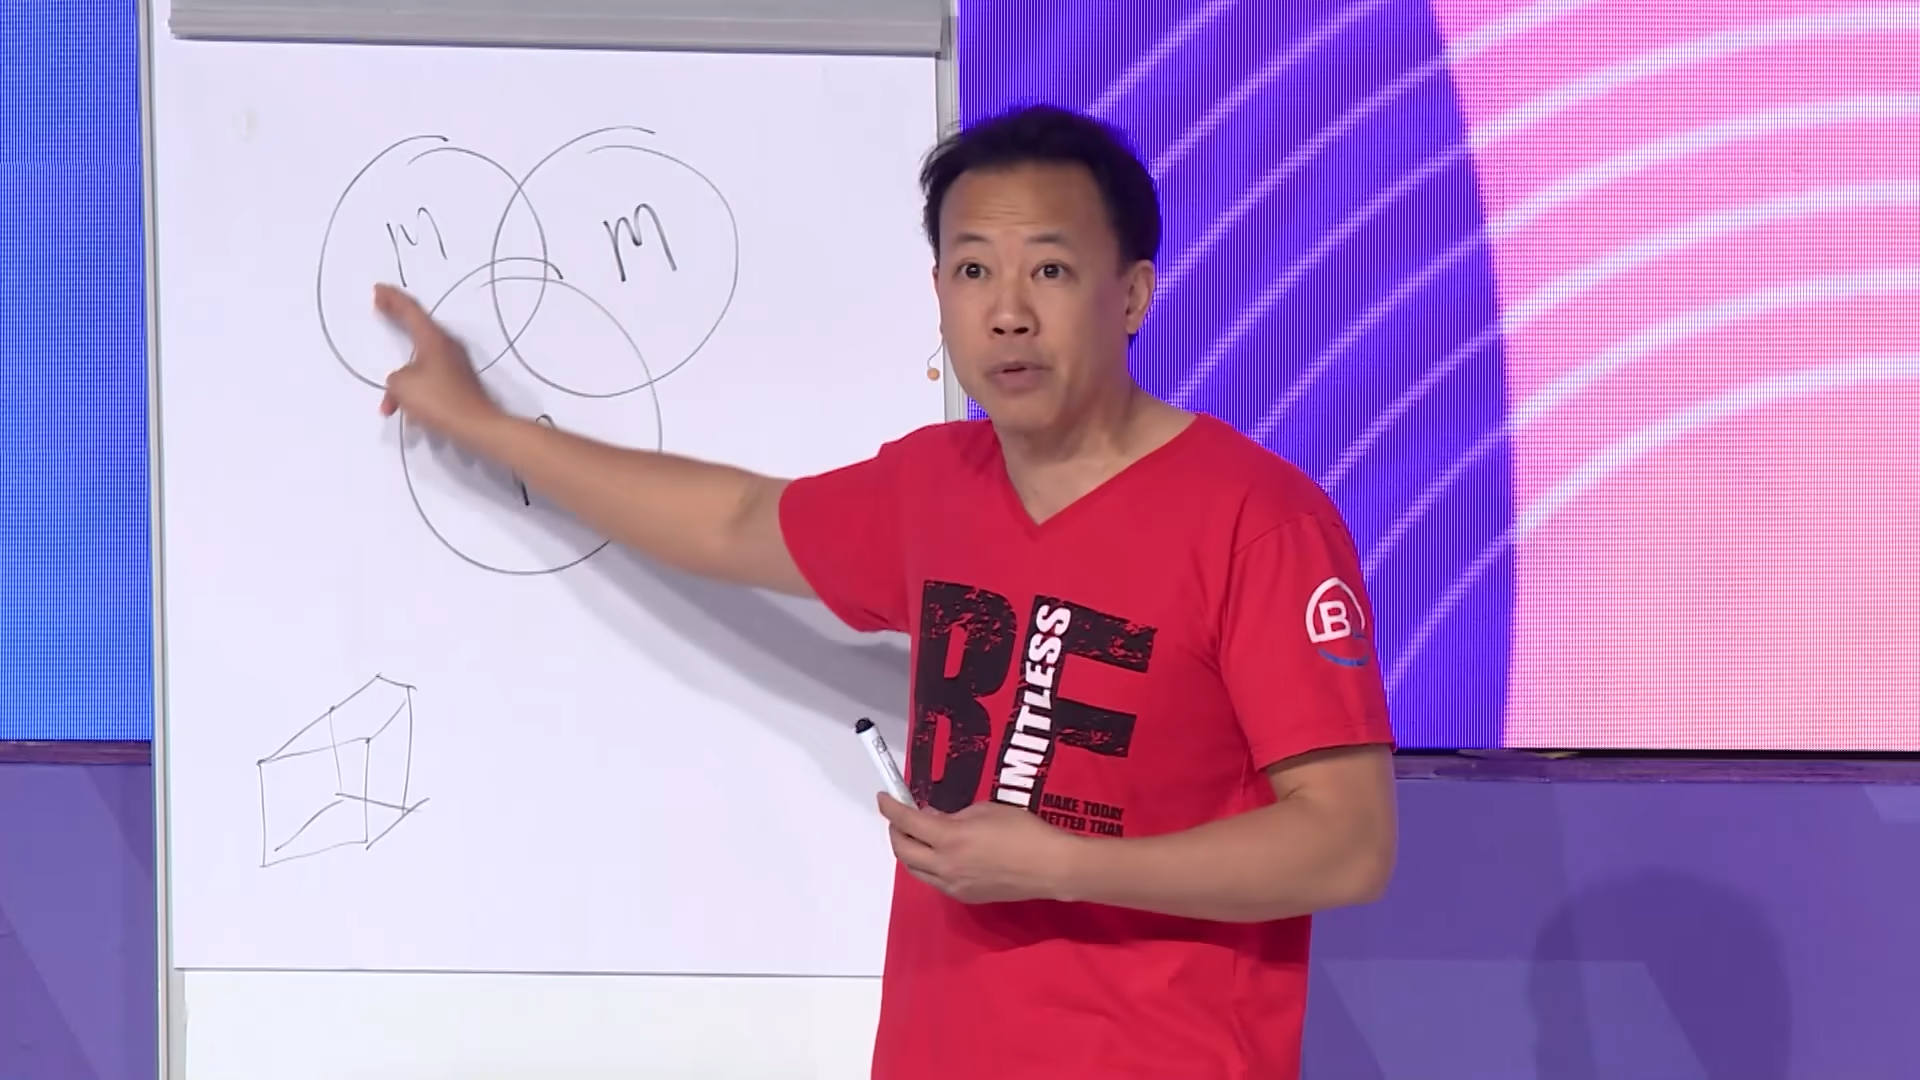 M M
BE
LIMITLESS
MAKE TODAY
BETTER THAN
B